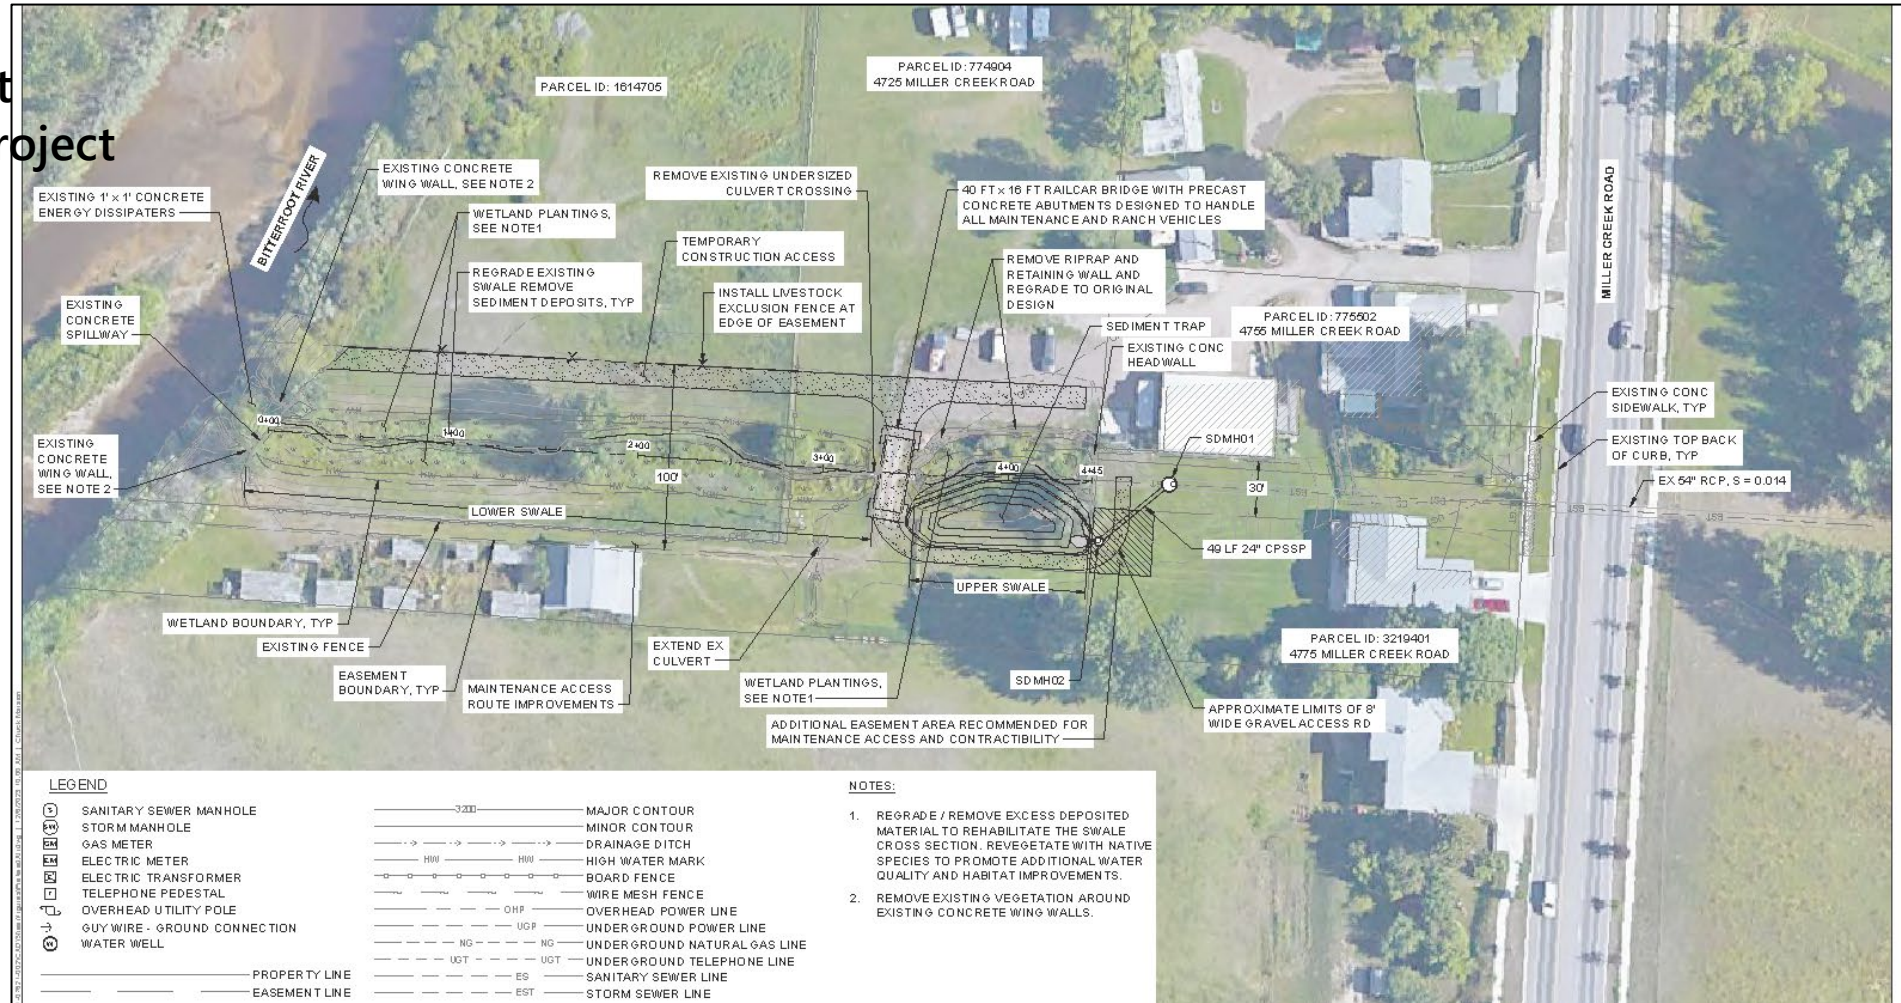 t
roject
PARCEL ID: 1614705
PARCEL ID: 774904
4725 MILLER CREEK ROAD
BITTERROOT RIVER
EXISTING CONCRETE
WING WALL, SEE NOTE 2
EXISTING 1' x 1' CONCRETE
ENERGY DISSIPATERS
WETLAND PLANTINGS,
SEE NOTE1
REGRADE EXISTING
SWALE REMOVE
SEDIMENT DEPOSITS, TYP
REMOVE EXISTING UNDERSIZED
CULVERT CROSSING
TEMPORARY
CONSTRUCTION ACCESS
INSTALL LIVESTOCK
EXCLUSION FENCE AT
EDGE OF EASEMENT
40 FT x 16 FT RAILCAR BRIDGE WITH PRECAST
CONCRETE ABUTMENTS DESIGNED TO HANDLE
ALL MAINTENANCE AND RANCH VEHICLES
REMOVE RIPRAP AND
RETAINING WALL AND
REGRADE TO ORIGINAL
DESIGN
SEDIMENT TRAP
EXISTING CONC
HEADWALL
PARCEL ID: 775502
4755 MILLER CREEK ROAD
MILLER CREEK ROAD
EXISTING
CONCRETE
SPILLWAY
EXISTING
CONCRETE
WING WALL,
SEE NOTE 2
0+00
1+00
2+00
3+00
4+00
4+45
100'
30'
SDMH01
EXISTING CONC
SIDEWALK, TYP
EXISTING TOP BACK
OF CURB, TYP
EX 54" RCP, S = 0.014
LOWER SWALE
UPPER SWALE
49 LF 24" CPSSP
WETLAND BOUNDARY, TYP
EXISTING FENCE
EASEMENT
BOUNDARY, TYP
MAINTENANCE ACCESS
ROUTE IMPROVEMENTS
EXTEND EX
CULVERT
WETLAND PLANTINGS,
SEE NOTE1
SDMH02
ADDITIONAL EASEMENT AREA RECOMMENDED FOR
MAINTENANCE ACCESS AND CONTRACTIBILITY
APPROXIMATE LIMITS OF 8'
WIDE GRAVEL ACCESS RD
PARCEL ID: 3219401
4775 MILLER CREEK ROAD
LEGEND
SANITARY SEWER MANHOLE
STORM MANHOLE
GAS METER
ELECTRIC METER
ELECTRIC TRANSFORMER
TELEPHONE PEDESTAL
OVERHEAD UTILITY POLE
GUY WIRE - GROUND CONNECTION
WATER WELL
PROPERTY LINE
EASEMENT LINE
3200 MAJOR CONTOUR
MINOR CONTOUR
DRAINAGE DITCH
HW HW HIGH WATER MARK
BOARD FENCE
WIRE MESH FENCE
OHP OVERHEAD POWER LINE
UGP UNDERGROUND POWER LINE
NG NG UNDERGROUND NATURAL GAS LINE
UGT UGT UNDERGROUND TELEPHONE LINE
ES SANITARY SEWER LINE
EST STORM SEWER LINE
NOTES:
1. REGRADE / REMOVE EXCESS DEPOSITED
MATERIAL TO REHABILITATE THE SWALE
CROSS SECTION. REVEGETATE WITH NATIVE
SPECIES TO PROMOTE ADDITIONAL WATER
QUALITY AND HABITAT IMPROVEMENTS.
2. REMOVE EXISTING VEGETATION AROUND
EXISTING CONCRETE WING WALLS.